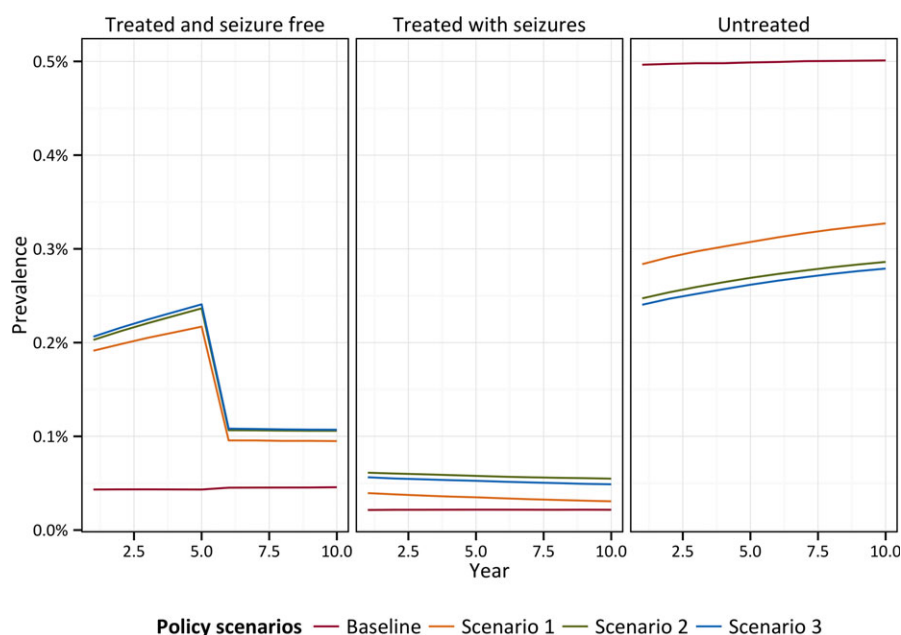 Treated and seizure free Treated with seizures Untreated
0.5%
0.4%
0.3%
0.2%
0.1%
0.0%
Prevalence
2.5 5.0 7.5 10.0 2.5 5.0 7.5 10.0 2.5 5.0 7.5 10.0
Year
Policy scenarios Baseline Scenario 1 Scenario 2 Scenario 3